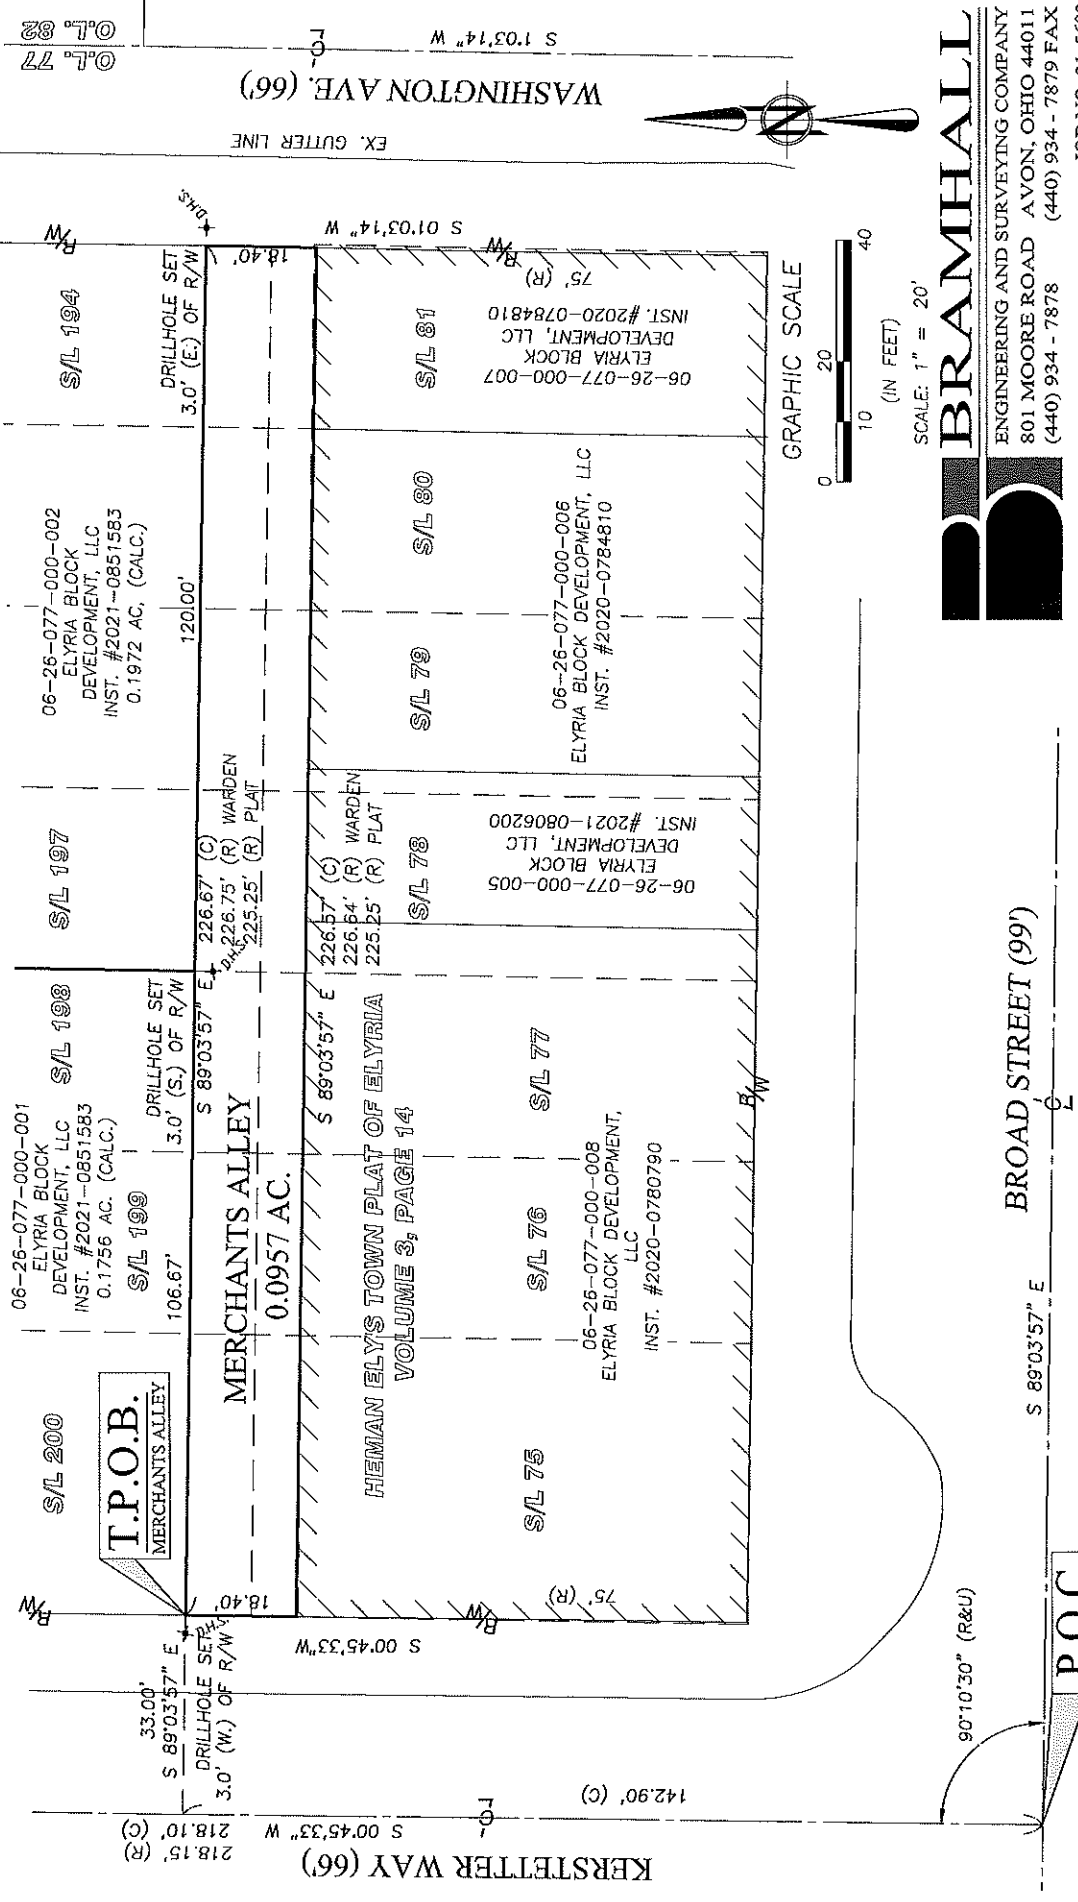 O.L. 77
O.L. 82
S 1°03'14" W
WASHINGTON AVE. (66')
EX. GUTTER LINE
N
R/W
D.H.S.
S/L 194
DRILLHOLE SET
3.0' (E.) OF R/W
18.40'
S 01°03'14" W
R/W
75' (R)
06-26-077-000-007
ELYRIA BLOCK
DEVELOPMENT, LLC
INST. #2020-0784810
S/L 81
06-26-077-000-002
ELYRIA BLOCK
DEVELOPMENT, LLC
INST. #2021-0851583
0.1972 AC. (CALC.)
120.00'
S/L 80
S/L 79
06-26-077-000-006
ELYRIA BLOCK DEVELOPMENT, LLC
INST. #2020-0784810
S/L 197
226.67' (C)
226.75' (R) WARDEN
225.25' (R) PLAT
S 89°03'57" E
D.H.S.
226.57' (C)
226.64' (R) WARDEN
225.25' (R) PLAT
S 89°03'57" E
S/L 78
06-26-077-000-005
ELYRIA BLOCK
DEVELOPMENT, LLC
INST. #2021-0806200
S/L 198
DRILLHOLE SET
3.0' (S.) OF R/W
06-26-077-000-001
ELYRIA BLOCK
DEVELOPMENT, LLC
INST. #2021-0851583
0.1756 AC. (CALC.)
S/L 199
106.67'
MERCHANTS ALLEY
0.0957 AC.
HEMAN ELY'S TOWN PLAT OF ELYRIA
VOLUME 3, PAGE 14
S/L 77
S/L 76
06-26-077-000-008
ELYRIA BLOCK DEVELOPMENT,
LLC
INST. #2020-0780790
R/W
S/L 200
T.P.O.B.
MERCHANTS ALLEY
S/L 75
R/W
18.40'
75' (R)
R/W
S 00°45'33"W
33.00'
S 89°03'57" E
D.H.S.
DRILLHOLE SET
3.0' (W.) OF R/W
218.15' (R)
218.10' (C)
S 00°45'33" W
CL
142.90' (C)
KERSTETTER WAY (66')
90°10'30" (R&U)
P.O.C
S 89°03'57" E
BROAD STREET (99')
CL
GRAPHIC SCALE
0 10 20 40
(IN FEET)
SCALE: 1" = 20'
BRAMHALL
ENGINEERING AND SURVEYING COMPANY
801 MOORE ROAD AVON, OHIO 44011
(440) 934 - 7878 (440) 934 - 7879 FAX